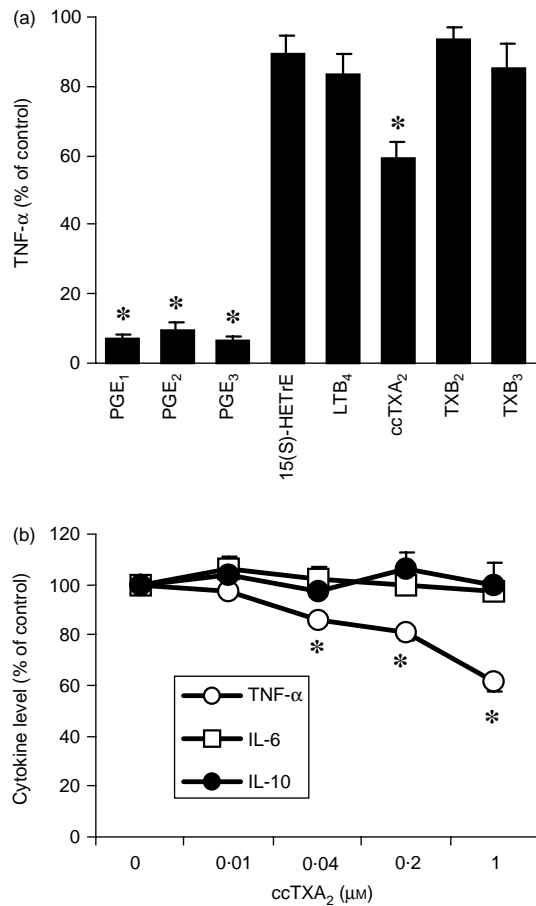 (a)
TNF-α (% of control)
100
80
60
40
20
0
*
*
*
*
PGE₁
PGE₂
PGE₃
15(S)-HETrE
LTB₄
ccTXA₂
TXB₂
TXB₃
(b)
Cytokine level (% of control)
120
100
80
60
40
20
0
*
*
*
TNF-α
IL-6
IL-10
0
0·01
0·04
0·2
1
ccTXA₂ (μM)